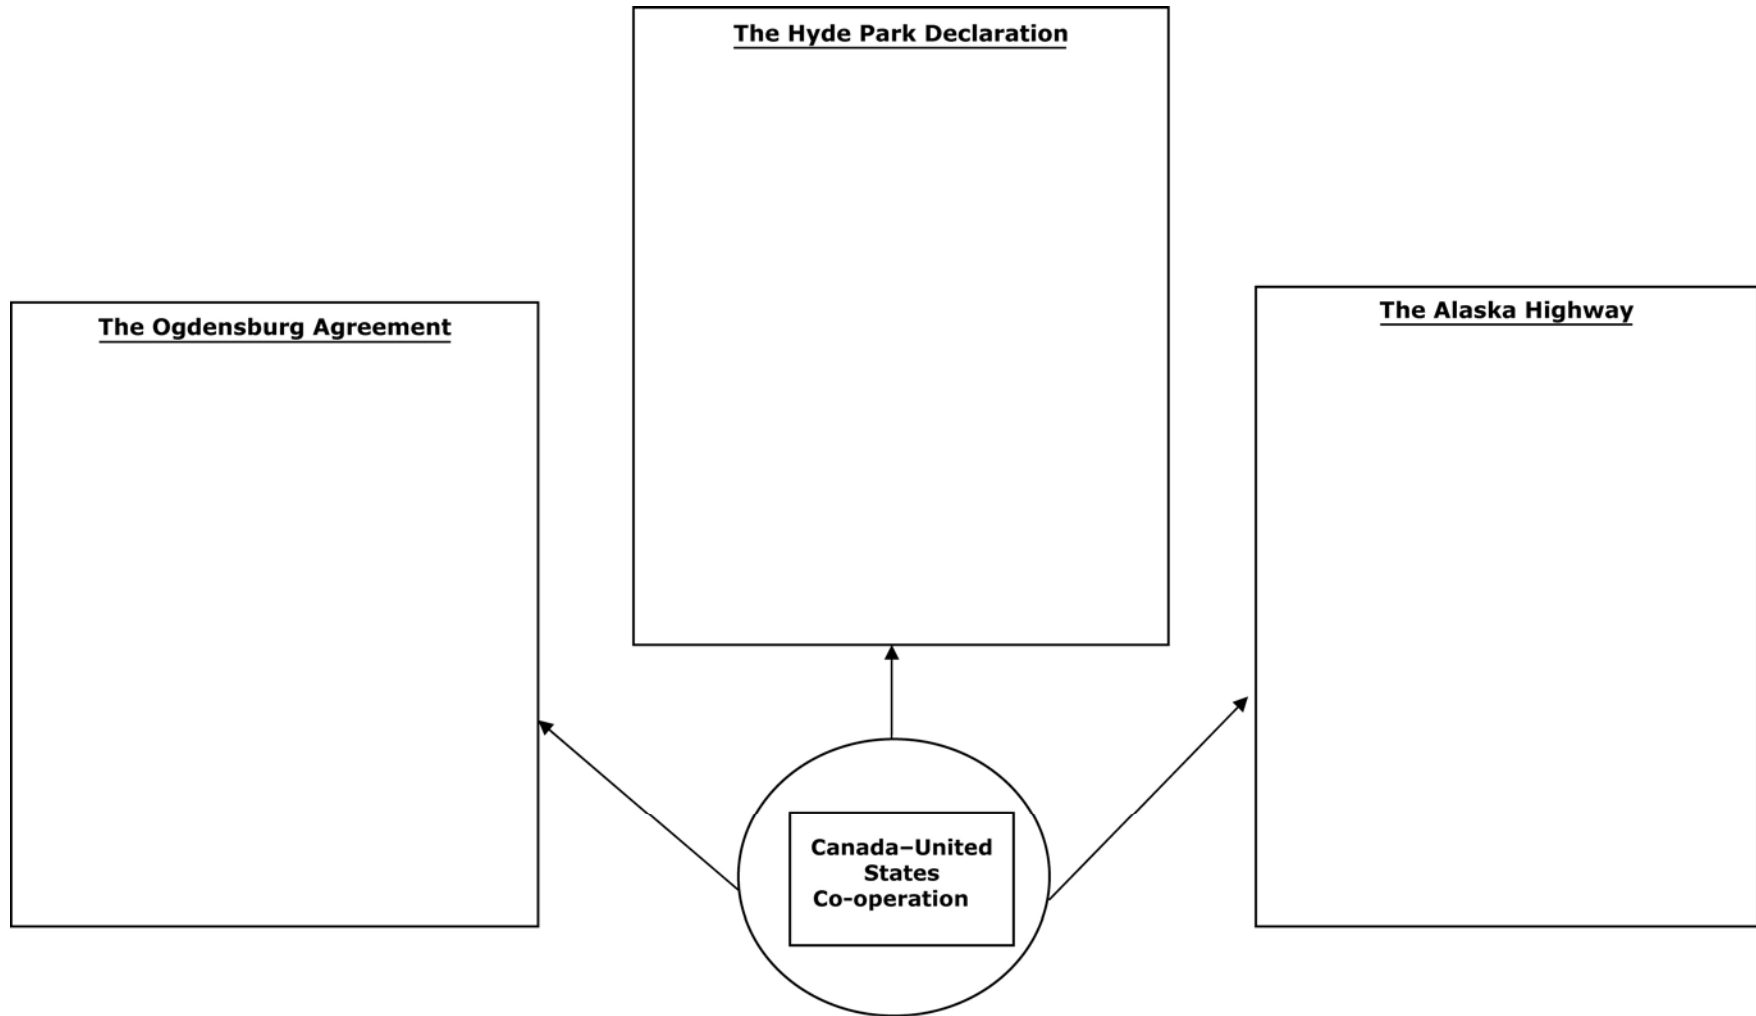 The Hyde Park Declaration
The Ogdensburg Agreement
The Alaska Highway
Canada–United
States
Co-operation